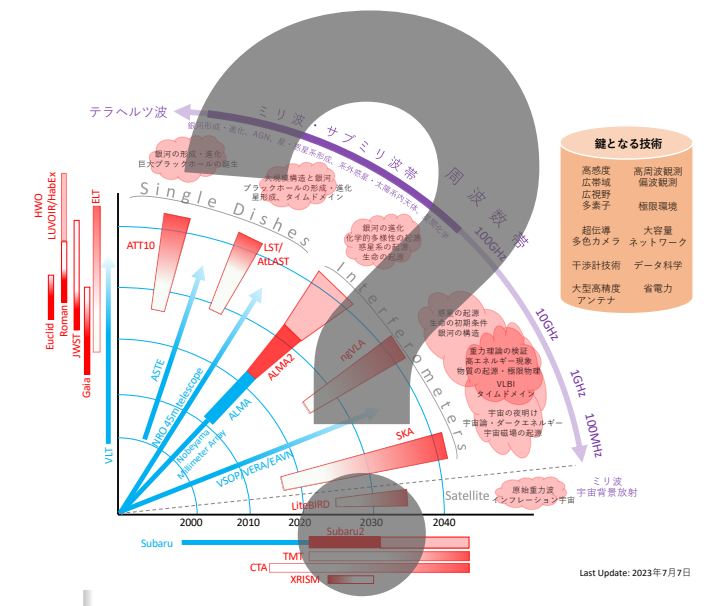 テラヘルツ波
ミリ波・サブミリ波帯
銀河形成・進化、AGN、星・惑星系形成、系外惑星・太陽系内天体、
周波数帯
100GHz
10GHz
1GHz
100MHz
銀河の形成・進化
巨大ブラックホールの誕生
大規模構造と銀河、
ブラックホールの形成・進化
星形成、タイムドメイン
銀河の進化
化学的多様性の起源
惑星系の起源
生命の起源
惑星の起源
生命の初期条件
銀河の構造
重力理論の検証
高エネルギー現象
物質の起源・極限物理
VLBI
タイムドメイン
宇宙の夜明け
宇宙論・ダークエネルギー
宇宙磁場の起源
原始重力波
インフレーション宇宙
ミリ波
宇宙背景放射
鍵となる技術
高感度
広帯域
広視野
多素子
超伝導
多色カメラ
干渉計技術
大型高精度
アンテナ
高周波観測
偏波観測
極限環境
大容量
ネットワーク
データ科学
省電力
Single Dishes
Interferometers
Satellite
HWO
LUVOIR/HabEx
ELT
Euclid
Roman
JWST
Gaia
VLT
ATT10
LST/
AtLAST
ASTE
NRO 45m telescope
Nobeyama
Millimeter Array
ALMA
ALMA2
ngVLA
VSOP/VERA/EAVN
SKA
LiteBIRD
2000
2010
2020
2030
2040
Subaru
Subaru2
TMT
CTA
XRISM
Last Update: 2023年7月7日